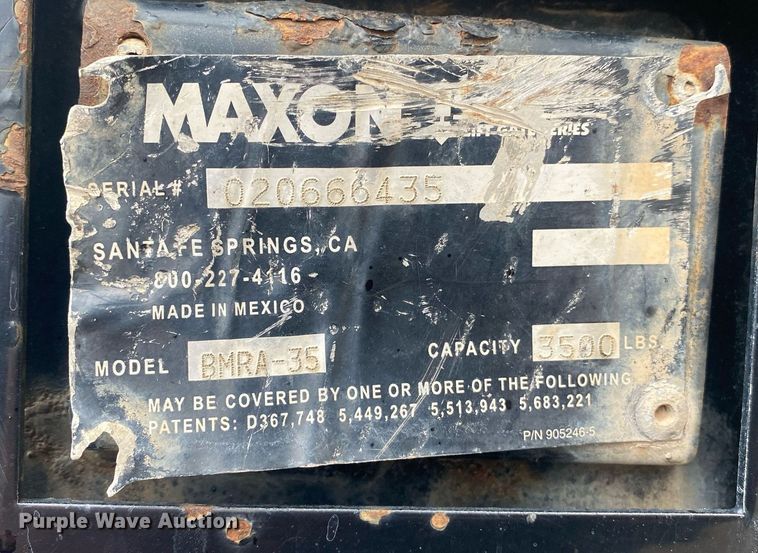 MAXON
SERIES
SERIAL # 020666435
SANTA FE SPRINGS, CA
800-227-4116
MADE IN MEXICO
MODEL BMRA-35 CAPACITY 3500 LBS.
MAY BE COVERED BY ONE OR MORE OF THE FOLLOWING
PATENTS: D367,748 5,449,267 5,513,943 5,683,221
P/N 905246-5
Purple Wave Auction